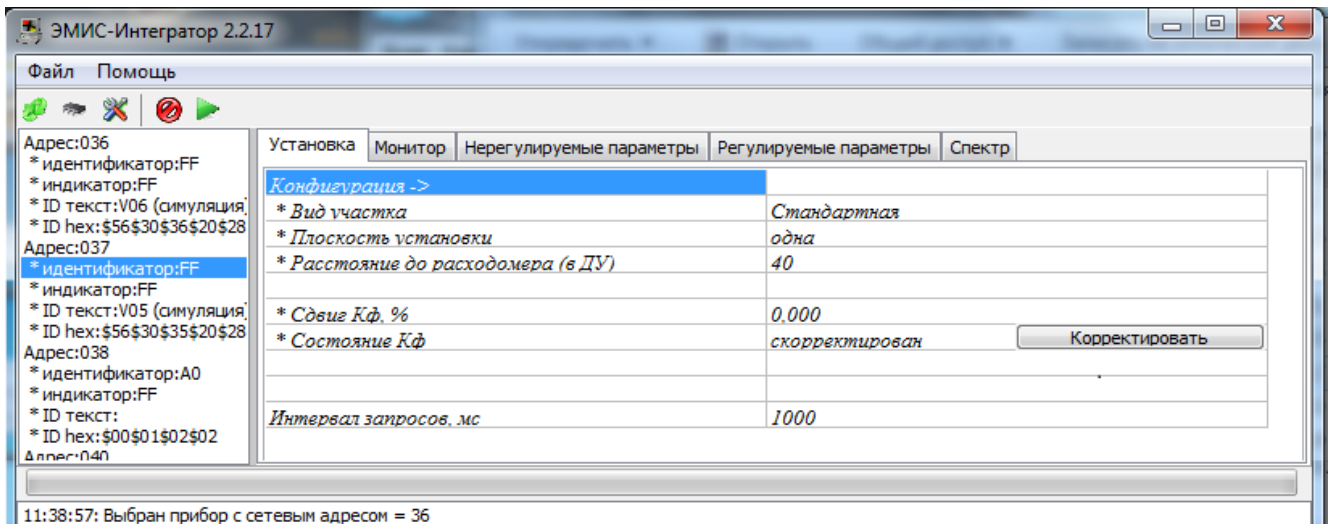 ЭМИС-Интегратор 2.2.17
Файл Помощь
Адрес:036
* идентификатор:FF
* индикатор:FF
* ID текст:V06 (симуляция)
* ID hex:$56$30$36$20$28
Адрес:037
* идентификатор:FF
* индикатор:FF
* ID текст:V05 (симуляция)
* ID hex:$56$30$35$20$28
Адрес:038
* идентификатор:A0
* индикатор:FF
* ID текст:
* ID hex:$00$01$02$02
Адрес:040
Установка Монитор Нерегулируемые параметры Регулируемые параметры Спектр
Конфигурация ->
* Вид участка Стандартная
* Плоскость установки одна
* Расстояние до расходомера (в ДУ) 40
* Сдвиг Кф, % 0,000
* Состояние Кф скорректирован Корректировать
Интервал запросов, мс 1000
11:38:57: Выбран прибор с сетевым адресом = 36